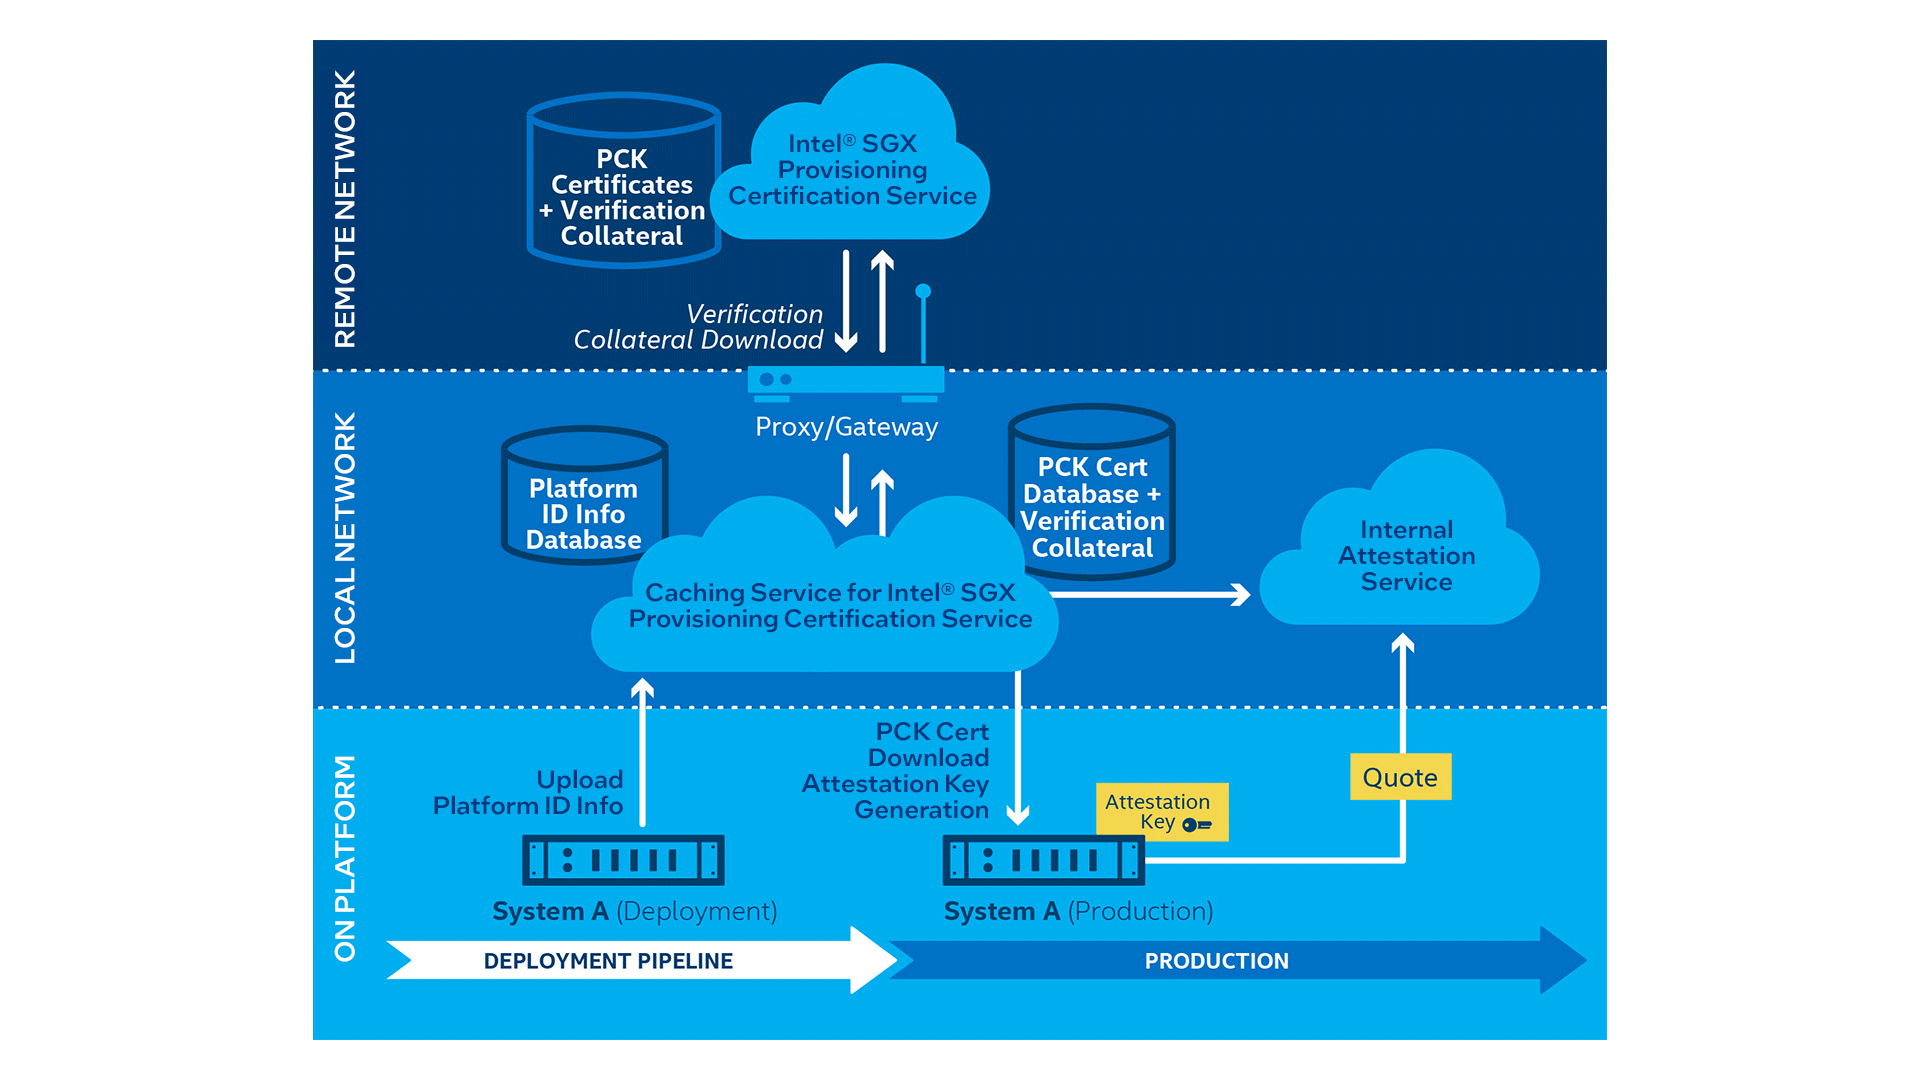 REMOTE NETWORK
PCK
Certificates
+ Verification
Collateral
Intel® SGX
Provisioning
Certification Service
Verification
Collateral Download
LOCAL NETWORK
Proxy/Gateway
Platform
ID Info
Database
PCK Cert
Database +
Verification
Collateral
Internal
Attestation
Service
Caching Service for Intel® SGX
Provisioning Certification Service
ON PLATFORM
Upload
Platform ID Info
PCK Cert
Download
Attestation Key
Generation
Attestation
Key
Quote
System A (Deployment)
System A (Production)
DEPLOYMENT PIPELINE
PRODUCTION